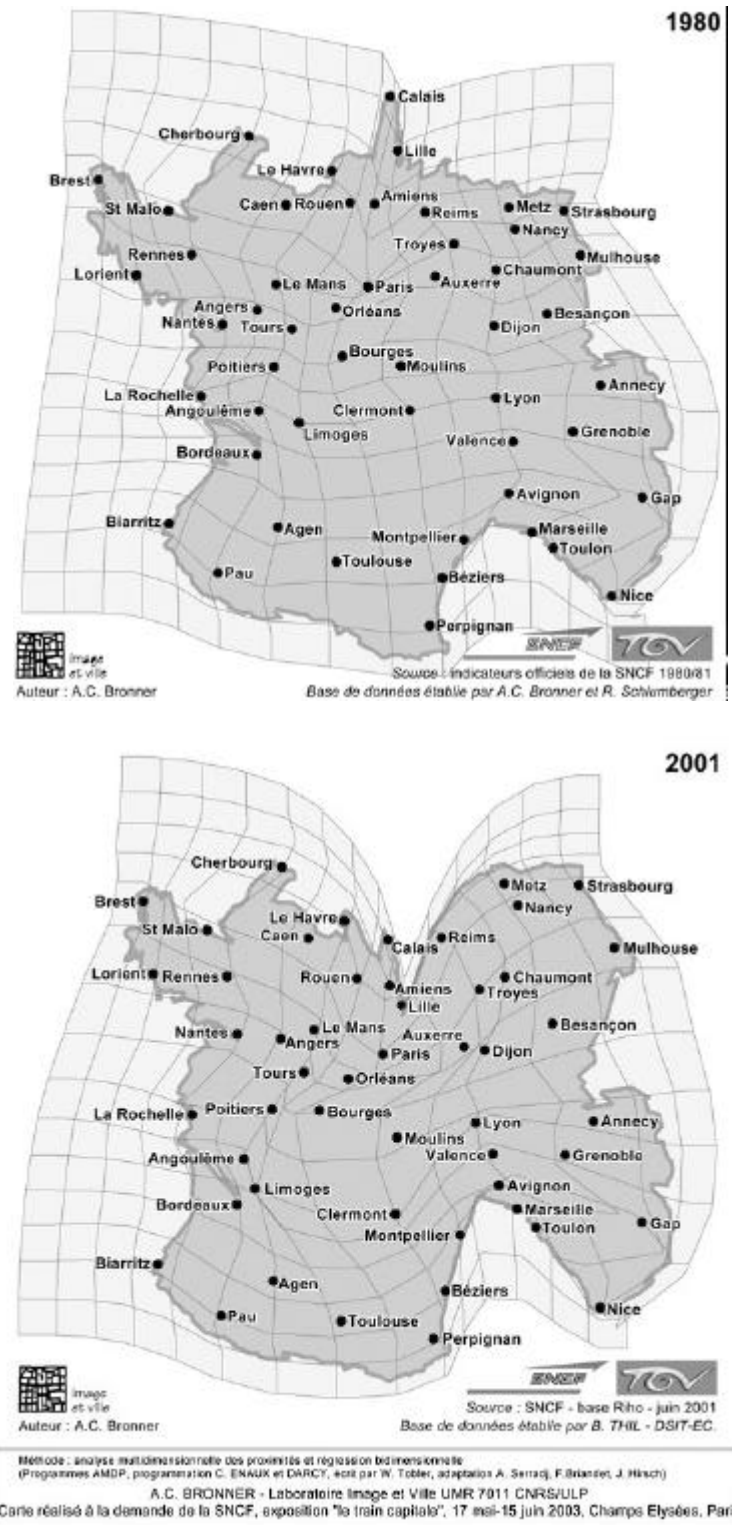 1980
Calais
Cherbourg
Lille
Le Havre
Brest
St Malo
Caen Rouen Amiens
Reims
Metz
Strasbourg
Nancy
Troyes
Rennes
Mulhouse
Lorient
Chaumont
Auxerre
Le Mans
Paris
Angers
Orléans
Besançon
Nantes
Tours
Dijon
Bourges
Poitiers
Moulins
Annecy
La Rochelle
Lyon
Angoulême
Clermont
Limoges
Grenoble
Valence
Bordeaux
Avignon
Gap
Biarritz
Agen
Marseille
Montpellier
Toulon
Toulouse
Pau
Béziers
Nice
Perpignan
SNCF TGV
Image
et ville
Source : indicateurs officiels de la SNCF 1980/81
Auteur : A.C. Bronner
Base de données établie par A.C. Bronner et R. Schlumberger
2001
Cherbourg
Metz
Strasbourg
Brest
Nancy
Le Havre
St Malo
Caen
Calais
Reims
Mulhouse
Lorient
Rennes
Rouen
Chaumont
Amiens
Troyes
Lille
Le Mans
Besançon
Nantes
Angers
Auxerre
Paris
Dijon
Tours
Orléans
La Rochelle
Poitiers
Bourges
Lyon
Annecy
Moulins
Valence
Grenoble
Angoulême
Limoges
Avignon
Bordeaux
Clermont
Marseille
Gap
Montpellier
Toulon
Biarritz
Agen
Béziers
Nice
Pau
Toulouse
Perpignan
SNCF TGV
Image
et ville
Source : SNCF - base Riho - juin 2001
Auteur : A.C. Bronner
Base de données établie par B. THIL - DSIT-EC.
Méthode : analyse multidimensionnelle des proximités et régression bidimensionnelle
(Programmes AMDP, programmation C. ENAUX et DARCY, écrit par W. Tobler, adaptation A. Serradj, F.Briandet, J. Hirsch)
A.C. BRONNER - Laboratoire Image et Ville UMR 7011 CNRS/ULP
Carte réalisé à la demande de la SNCF, exposition "le train capitale", 17 mai-15 juin 2003, Champs Elysées, Pari